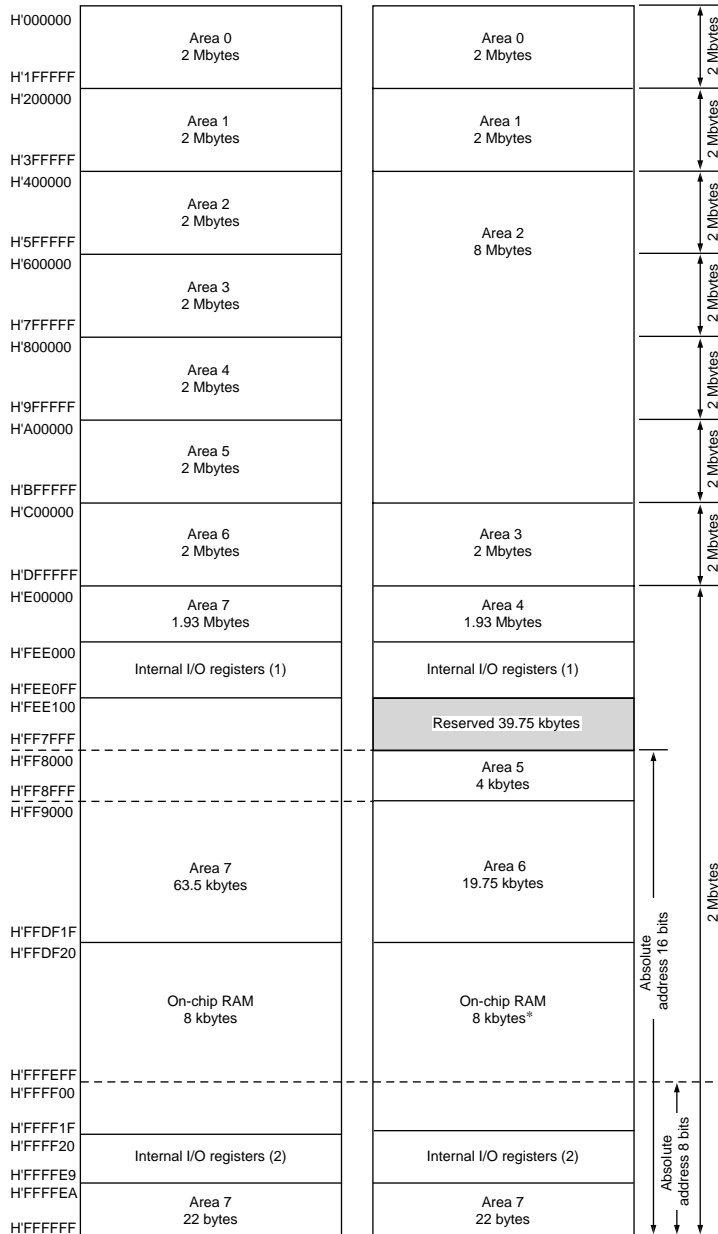 H'000000
H'1FFFFF
H'200000
H'3FFFFF
H'400000
H'5FFFFF
H'600000
H'7FFFFF
H'800000
H'9FFFFF
H'A00000
H'BFFFFF
H'C00000
H'DFFFFF
H'E00000
H'FEE000
H'FEE0FF
H'FEE100
H'FF7FFF
H'FF8000
H'FF8FFF
H'FF9000
H'FFDF1F
H'FFDF20
H'FFFEFF
H'FFFF00
H'FFFF1F
H'FFFF20
H'FFFFE9
H'FFFFEA
H'FFFFFF
Area 0
2 Mbytes
Area 1
2 Mbytes
Area 2
2 Mbytes
Area 3
2 Mbytes
Area 4
2 Mbytes
Area 5
2 Mbytes
Area 6
2 Mbytes
Area 7
1.93 Mbytes
Internal I/O registers (1)
Area 7
63.5 kbytes
On-chip RAM
8 kbytes
Internal I/O registers (2)
Area 7
22 bytes
Area 0
2 Mbytes
Area 1
2 Mbytes
Area 2
8 Mbytes
Area 3
2 Mbytes
Area 4
1.93 Mbytes
Internal I/O registers (1)
Reserved 39.75 kbytes
Area 5
4 kbytes
Area 6
19.75 kbytes
On-chip RAM
8 kbytes*
Internal I/O registers (2)
Area 7
22 bytes
Absolute
address 16 bits
Absolute
address 8 bits
2 Mbytes
2 Mbytes
2 Mbytes
2 Mbytes
2 Mbytes
2 Mbytes
2 Mbytes
2 Mbytes